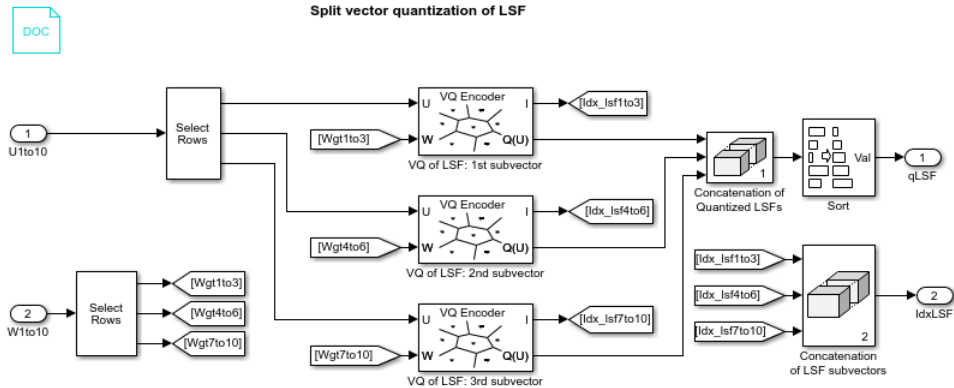 Split vector quantization of LSF
DOC
1
U1to10
Select
Rows
VQ Encoder
U
I
W
Q(U)
[Wgt1to3]
[Idx_lsf1to3]
VQ of LSF: 1st subvector
VQ Encoder
U
I
W
Q(U)
[Wgt4to6]
[Idx_lsf4to6]
VQ of LSF: 2nd subvector
1
Concatenation of
Quantized LSFs
Val
Sort
1
qLSF
2
W1to10
Select
Rows
[Wgt1to3]
[Wgt4to6]
[Wgt7to10]
VQ Encoder
U
I
W
Q(U)
[Wgt7to10]
[Idx_lsf7to10]
VQ of LSF: 3rd subvector
[Idx_lsf1to3]
[Idx_lsf4to6]
[Idx_lsf7to10]
2
Concatenation
of LSF subvectors
2
IdxLSF